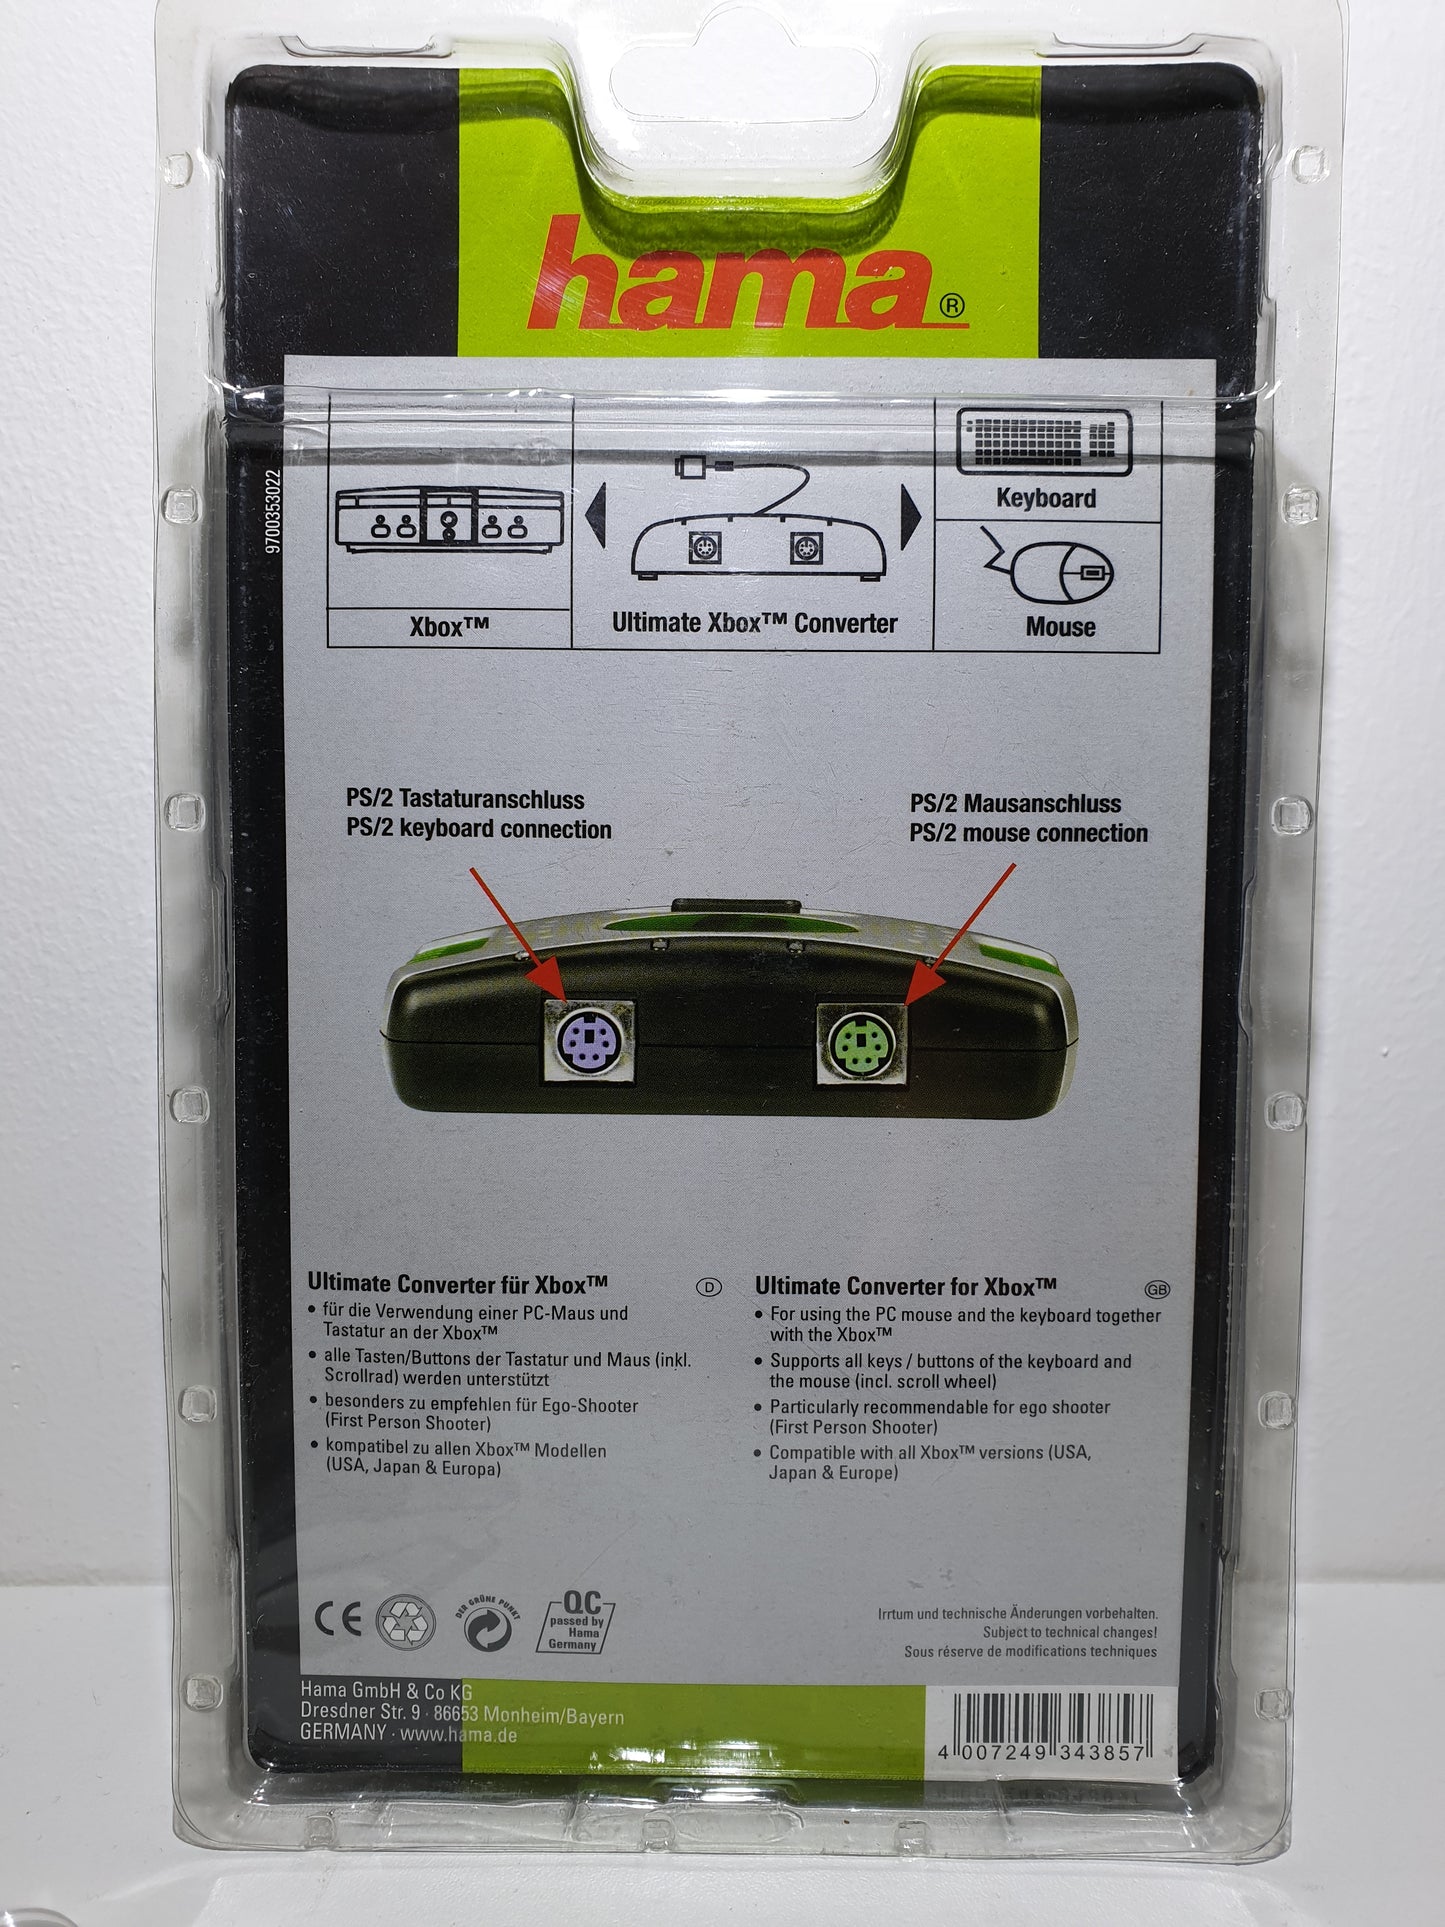 hama®
9700353022
Keyboard
Xbox™
Ultimate Xbox™ Converter
Mouse
PS/2 Tastaturanschluss
PS/2 keyboard connection
PS/2 Mausanschluss
PS/2 mouse connection
Ultimate Converter für Xbox™ D
• für die Verwendung einer PC-Maus und
Tastatur an der Xbox™
• alle Tasten/Buttons der Tastatur und Maus (inkl.
Scrollrad) werden unterstützt
• besonders zu empfehlen für Ego-Shooter
(First Person Shooter)
• kompatibel zu allen Xbox™ Modellen
(USA, Japan & Europa)
Ultimate Converter for Xbox™ GB
• For using the PC mouse and the keyboard together
with the Xbox™
• Supports all keys / buttons of the keyboard and
the mouse (incl. scroll wheel)
• Particularly recommendable for ego shooter
(First Person Shooter)
• Compatible with all Xbox™ versions (USA,
Japan & Europe)
CE
DER GRÜNE PUNKT
QC
passed by
Hama
Germany
Irrtum und technische Änderungen vorbehalten.
Subject to technical changes!
Sous réserve de modifications techniques
Hama GmbH & Co KG
Dresdner Str. 9 · 86653 Monheim/Bayern
GERMANY · www.hama.de
4 007249 343857